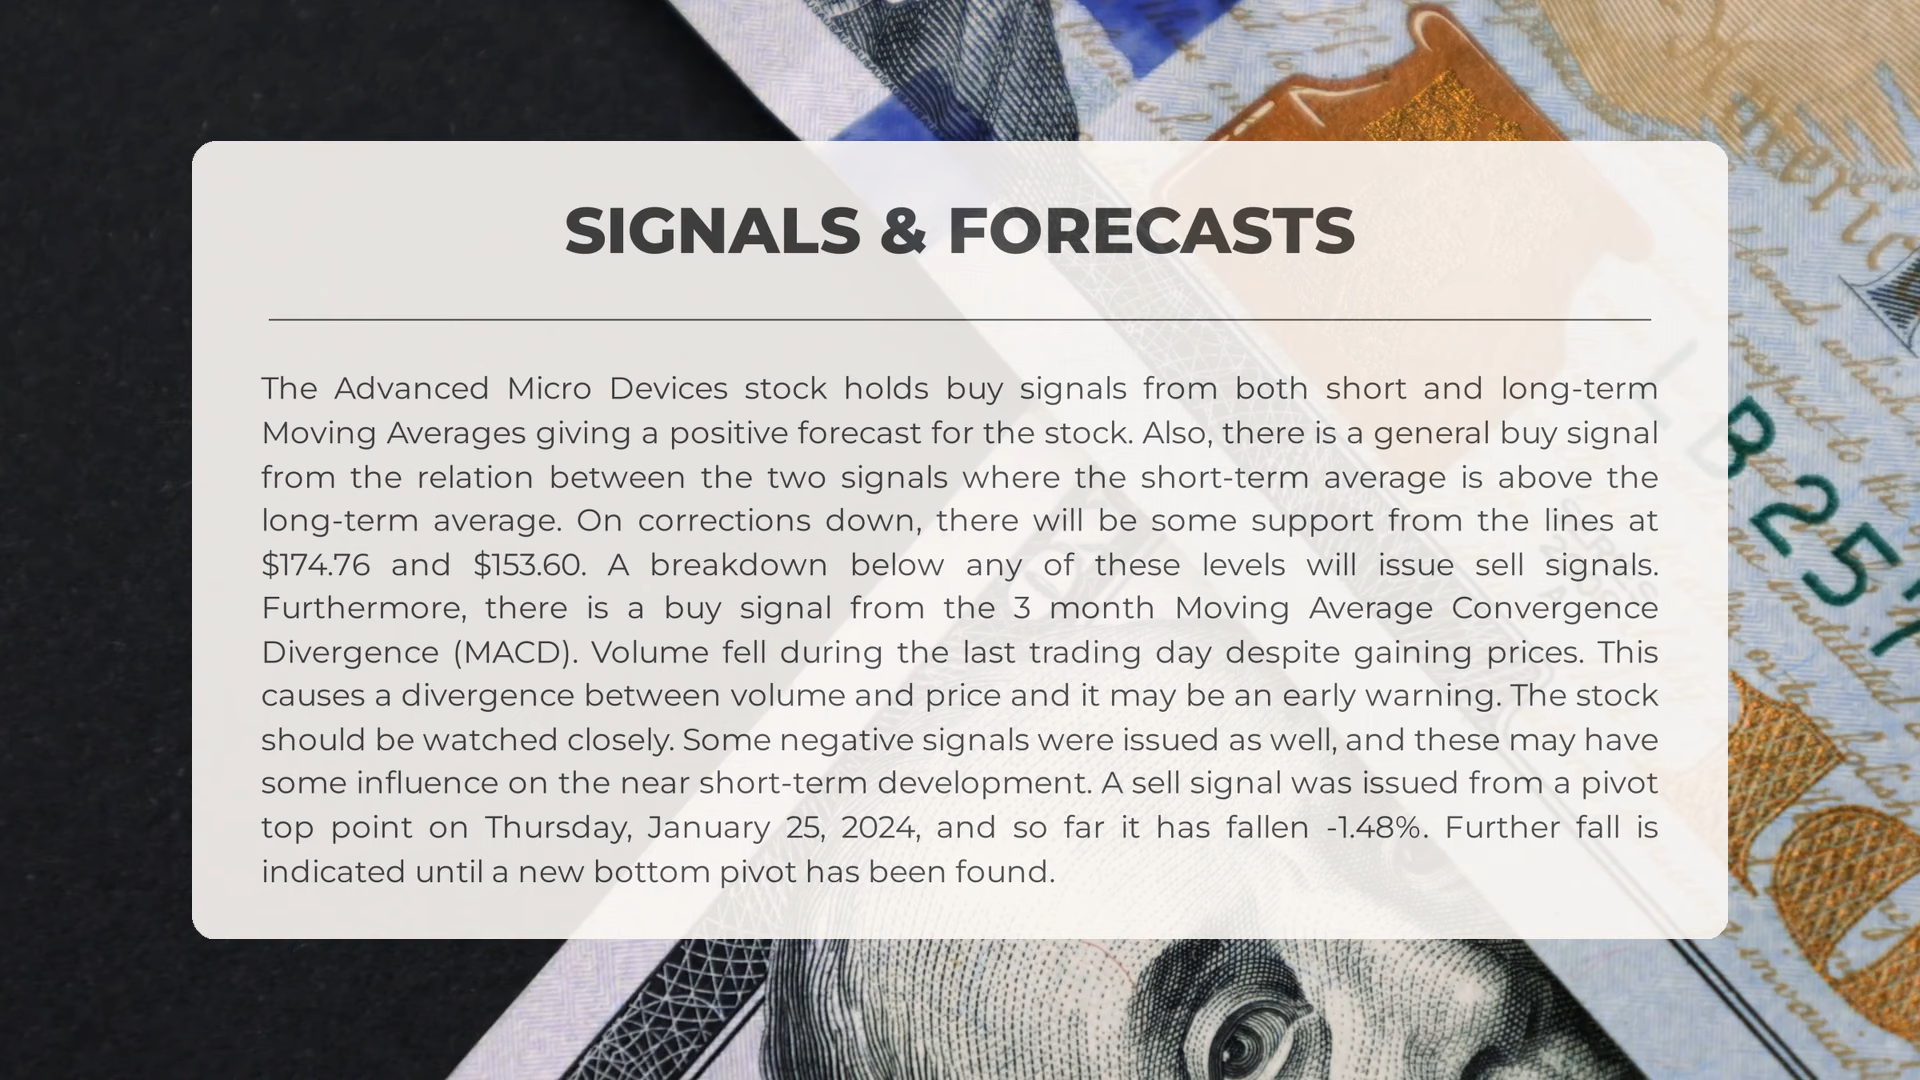 SIGNALS & FORECASTS
The Advanced Micro Devices stock holds buy signals from both short and long-term
Moving Averages giving a positive forecast for the stock. Also, there is a general buy signal
from the relation between the two signals where the short-term average is above the
long-term average. On corrections down, there will be some support from the lines at
$174.76 and $153.60. A breakdown below any of these levels will issue sell signals.
Furthermore, there is a buy signal from the 3 month Moving Average Convergence
Divergence (MACD). Volume fell during the last trading day despite gaining prices. This
causes a divergence between volume and price and it may be an early warning. The stock
should be watched closely. Some negative signals were issued as well, and these may have
some influence on the near short-term development. A sell signal was issued from a pivot
top point on Thursday, January 25, 2024, and so far it has fallen -1.48%. Further fall is
indicated until a new bottom pivot has been found.